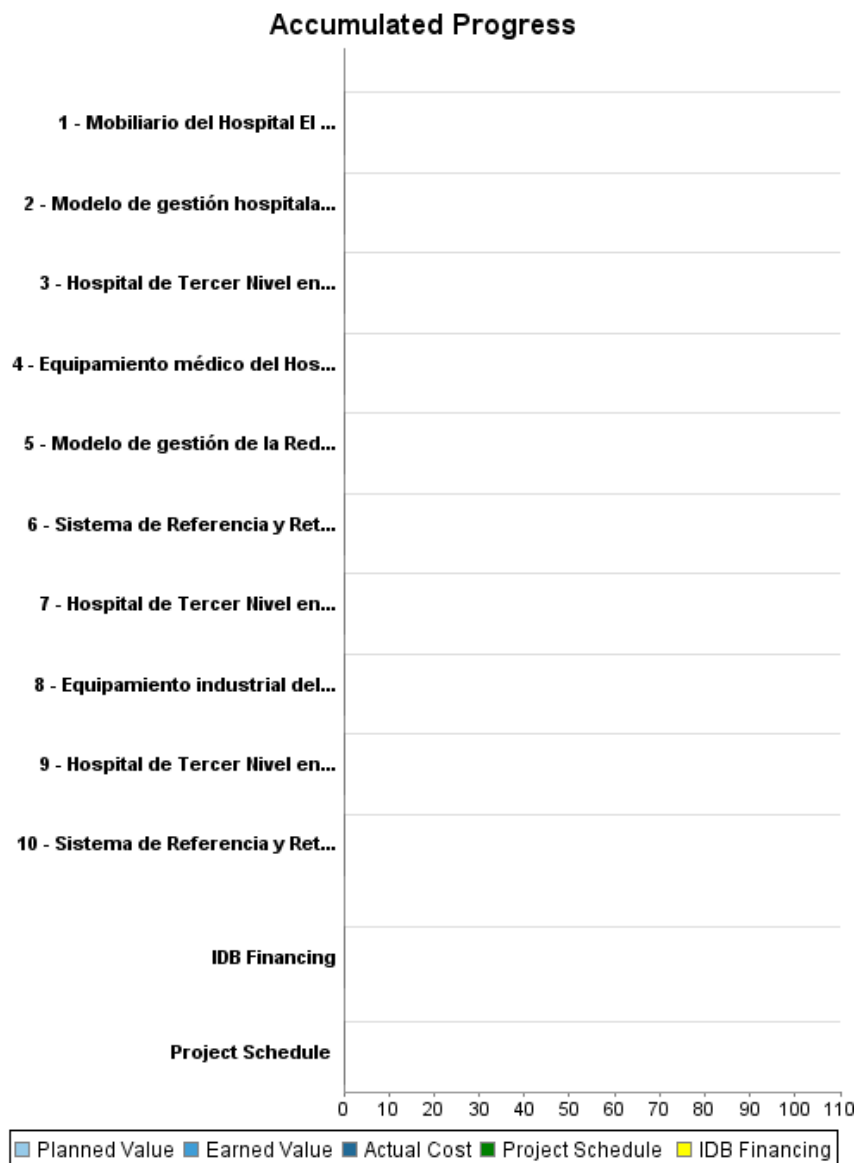 Accumulated Progress
1 - Mobiliario del Hospital El ...
2 - Modelo de gestión hospitala...
3 - Hospital de Tercer Nivel en...
4 - Equipamiento médico del Hos...
5 - Modelo de gestión de la Red...
6 - Sistema de Referencia y Ret...
7 - Hospital de Tercer Nivel en...
8 - Equipamiento industrial del...
9 - Hospital de Tercer Nivel en...
10 - Sistema de Referencia y Ret...
IDB Financing
Project Schedule
0 10 20 30 40 50 60 70 80 90 100 110
Planned Value Earned Value Actual Cost Project Schedule IDB Financing